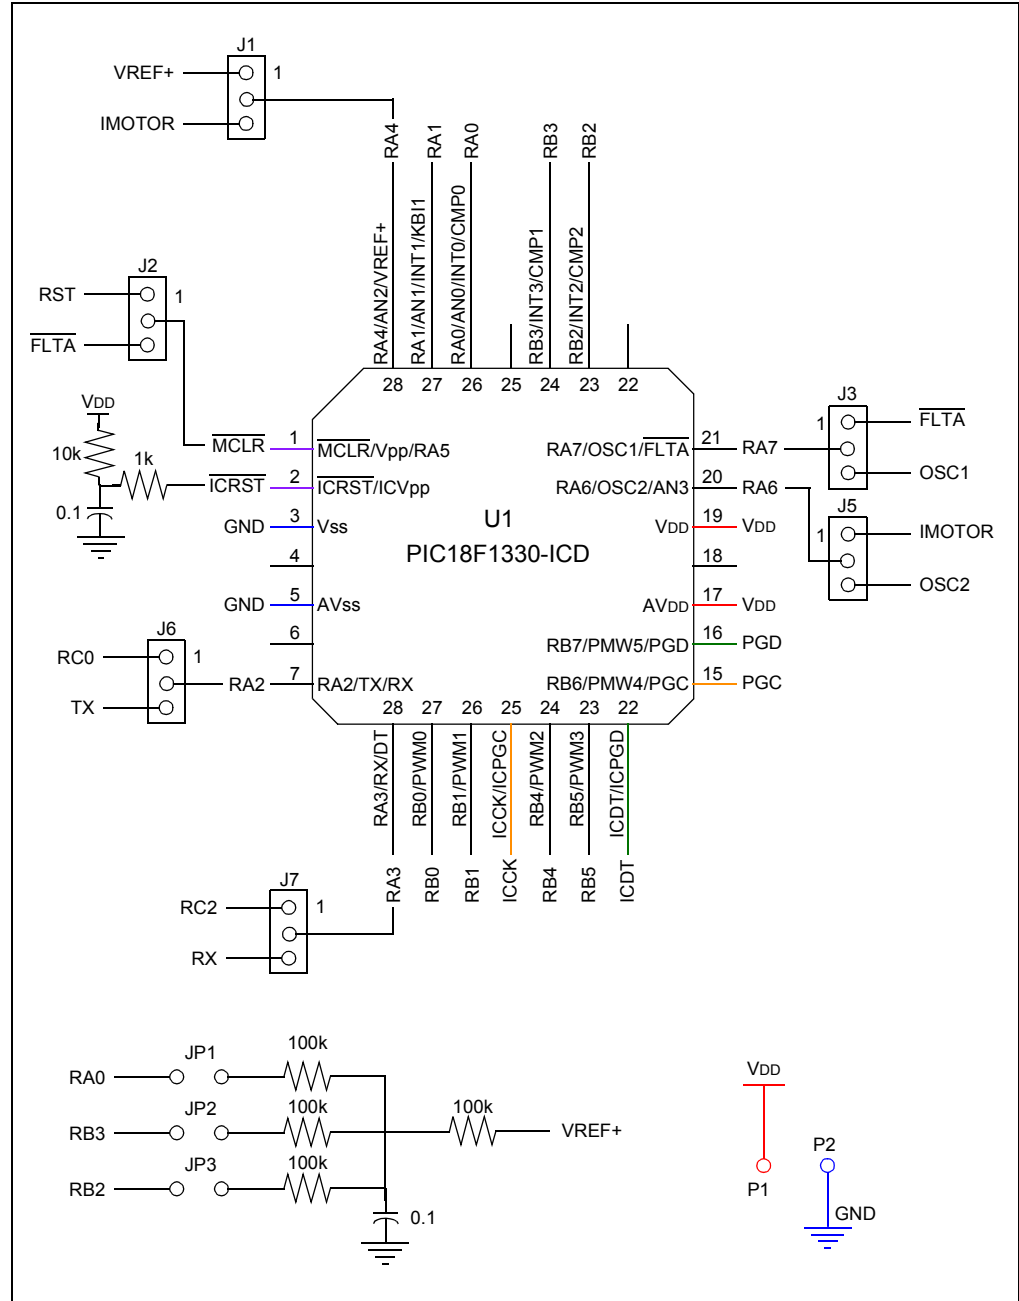 J1
VREF+
1
IMOTOR
RA4
RA1
RA0
RB3
RB2
RA4/AN2/VREF+
RA1/AN1/INT1/KBI1
RA0/AN0/INT0/CMP0
RB3/INT3/CMP1
RB2/INT2/CMP2
J2
RST
1
FLTA
28 27 26 25 24 23 22
VDD
10k
1k
0.1
MCLR 1 MCLR/Vpp/RA5
ICRST 2 ICRST/ICVpp
GND 3 Vss
4
GND 5 AVss
6
7 RA2/TX/RX
U1
PIC18F1330-ICD
RA7/OSC1/FLTA 21 RA7
RA6/OSC2/AN3 20 RA6
VDD 19 VDD
18
AVDD 17 VDD
RB7/PMW5/PGD 16 PGD
RB6/PMW4/PGC 15 PGC
J3
1
FLTA
OSC1
J5
1
IMOTOR
OSC2
J6
RC0
1
RA2
TX
28 27 26 25 24 23 22
RA3/RX/DT
RB0/PWM0
RB1/PWM1
ICCK/ICPGC
RB4/PWM2
RB5/PWM3
ICDT/ICPGD
RA3
RB0
RB1
ICCK
RB4
RB5
ICDT
J7
RC2
1
RX
RA0
JP1
100k
RB3
JP2
100k
100k
VREF+
RB2
JP3
100k
0.1
VDD
P1
P2
GND